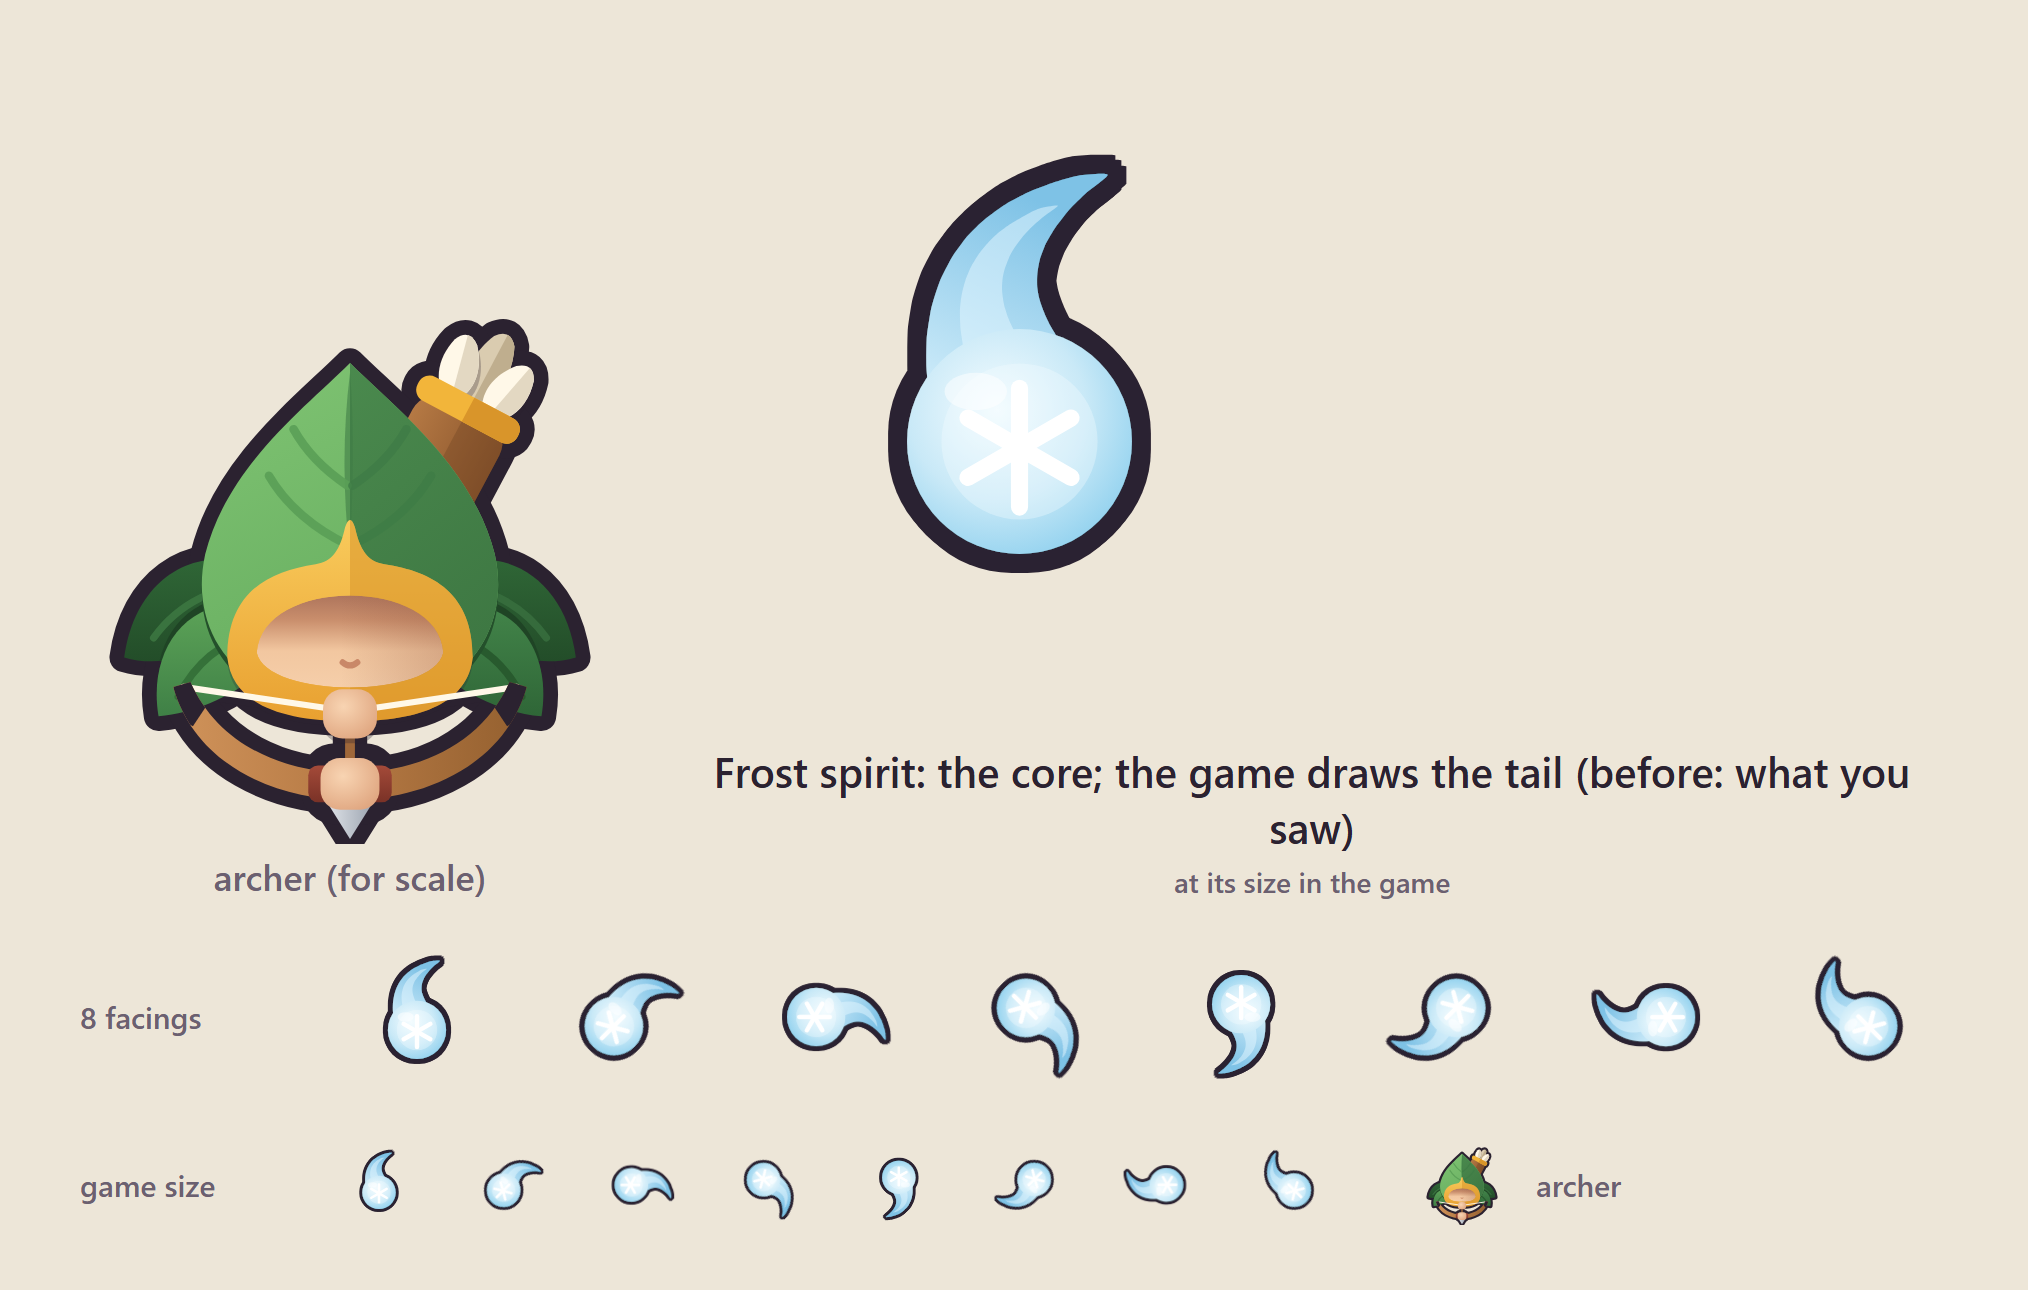 Frost spirit: the core; the game draws the tail (before: what you
saw)
archer (for scale)
at its size in the game
8 facings
game size
archer